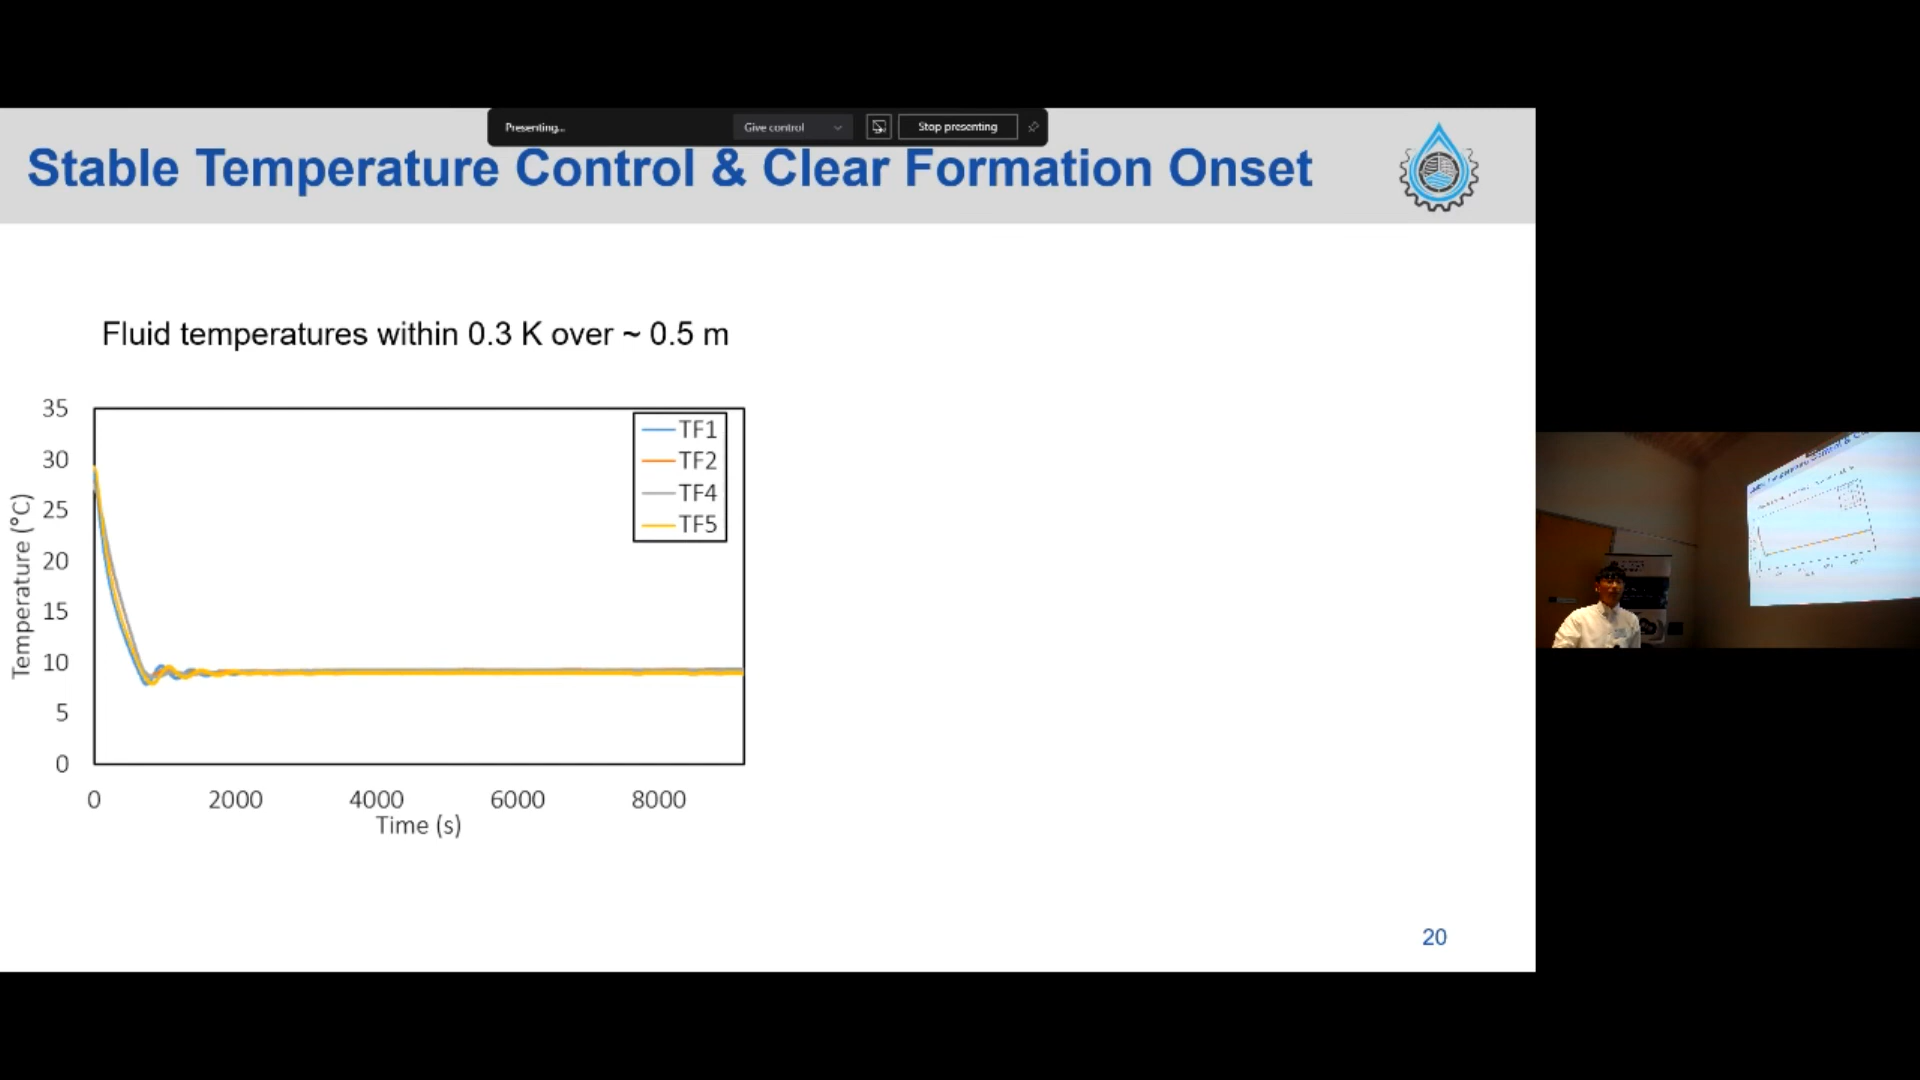 Presenting...
Give control
Stop presenting
Stable Temperature Control & Clear Formation Onset
Fluid temperatures within 0.3 K over ~ 0.5 m
35
30
25
20
15
10
5
0
Temperature (°C)
TF1
TF2
TF4
TF5
0 2000 4000 6000 8000
Time (s)
20